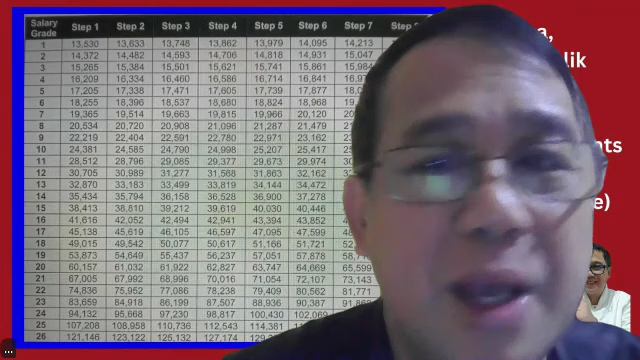 Salary Grade Step 1 Step 2 Step 3 Step 4 Step 5 Step 6 Step 7
1 13,530 13,633 13,748 13,862 13,979 14,095 14,213
2 14,372 14,482 14,593 14,706 14,818 14,931 15,047
3 15,265 15,384 15,501 15,621 15,741 15,861 15,984
4 16,209 16,334 16,460 16,586 16,714 16,841
5 17,205 17,338 17,471 17,605 17,739 17,877
6 18,255 18,396 18,537 18,680 18,824 18,968
7 19,365 19,514 19,663 19,815 19,966 20,120
8 20,534 20,720 20,908 21,096 21,287 21,479
9 22,219 22,404 22,591 22,780 22,971 23,162
10 24,381 24,585 24,790 24,998 25,207 25,417
11 28,512 28,796 29,085 29,377 29,673 29,974
12 30,705 30,989 31,277 31,568 31,863 32,162
13 32,870 33,183 33,499 33,819 34,144 34,472
14 35,434 35,794 36,158 36,528 36,900 37,278
15 38,413 38,810 39,212 39,619 40,030 40,446
16 41,616 42,052 42,494 42,941 43,394 43,852
17 45,138 45,619 46,105 46,597 47,095 47,599
18 49,015 49,542 50,077 50,617 51,166 51,721
19 53,873 54,649 55,437 56,237 57,051 57,878
20 60,157 61,032 61,922 62,827 63,747 64,669 65,599
21 67,005 67,992 68,996 70,016 71,054 72,107 73,143
22 74,836 75,952 77,086 78,238 79,409 80,562 81,771
23 83,659 84,918 86,199 87,507 88,936 90,387
24 94,132 95,668 97,230 98,817 100,430 102,069
25 107,208 108,958 110,736 112,543 114,381
26 121,146 123,122 125,132 127,174